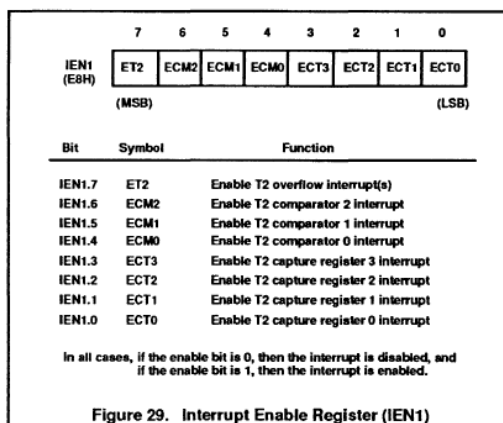 7 6 5 4 3 2 1 0
IEN1 ET2 ECM2 ECM1 ECM0 ECT3 ECT2 ECT1 ECT0
(E8H)
(MSB) (LSB)
Bit Symbol Function
IEN1.7 ET2 Enable T2 overflow interrupt(s)
IEN1.6 ECM2 Enable T2 comparator 2 interrupt
IEN1.5 ECM1 Enable T2 comparator 1 interrupt
IEN1.4 ECM0 Enable T2 comparator 0 interrupt
IEN1.3 ECT3 Enable T2 capture register 3 interrupt
IEN1.2 ECT2 Enable T2 capture register 2 interrupt
IEN1.1 ECT1 Enable T2 capture register 1 interrupt
IEN1.0 ECT0 Enable T2 capture register 0 interrupt
In all cases, if the enable bit is 0, then the interrupt is disabled, and
if the enable bit is 1, then the interrupt is enabled.
Figure 29. Interrupt Enable Register (IEN1)